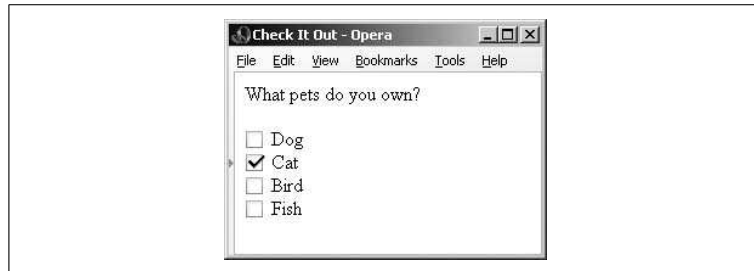 Check It Out - Opera
File Edit View Bookmarks Tools Help
What pets do you own?
Dog
Cat
Bird
Fish